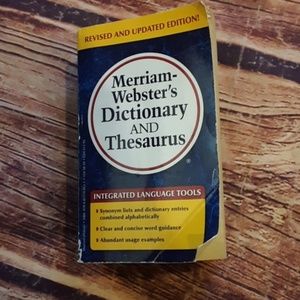 REVISED AND UPDATED EDITION!
Merriam-
Webster's
Dictionary
AND
Thesaurus
®
INTEGRATED LANGUAGE TOOLS
Synonym lists and dictionary entries
combined alphabetically
Clear and concise word guidance
Abundant usage examples